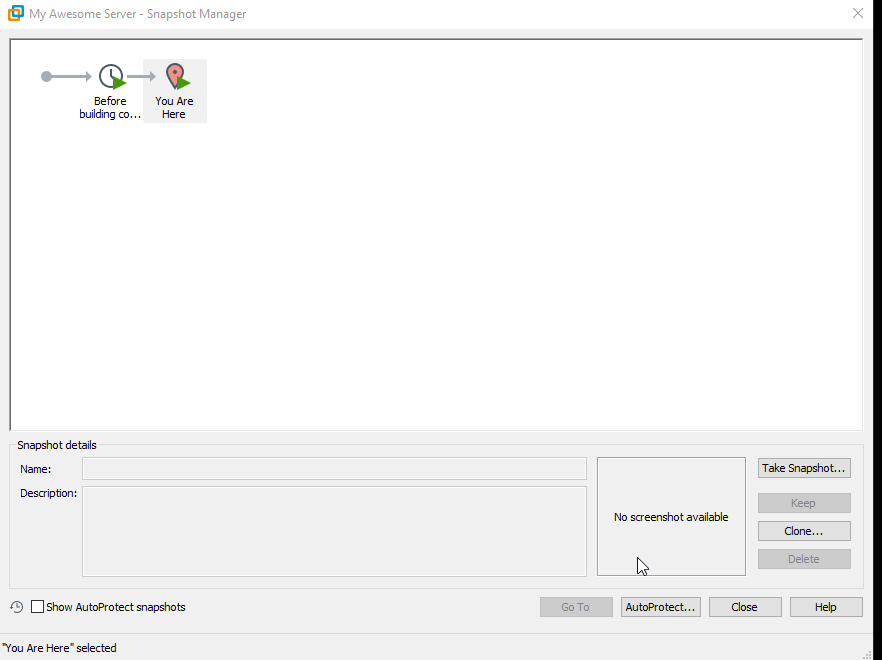 My Awesome Server - Snapshot Manager
Before
building co...
You Are
Here
Snapshot details
Name:
Description:
No screenshot available
Take Snapshot...
Keep
Clone...
Delete
Show AutoProtect snapshots
Go To
AutoProtect...
Close
Help
"You Are Here" selected